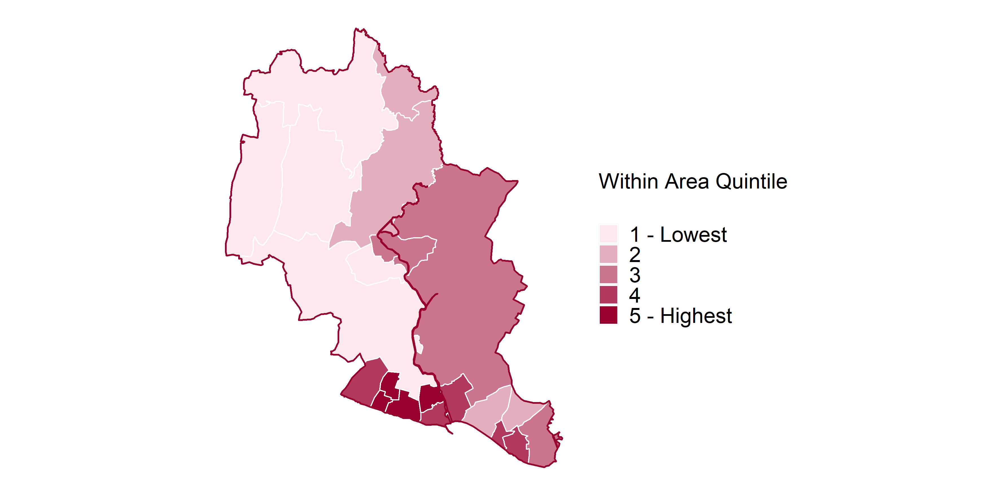 Within Area Quintile
1 - Lowest
2
3
4
5 - Highest